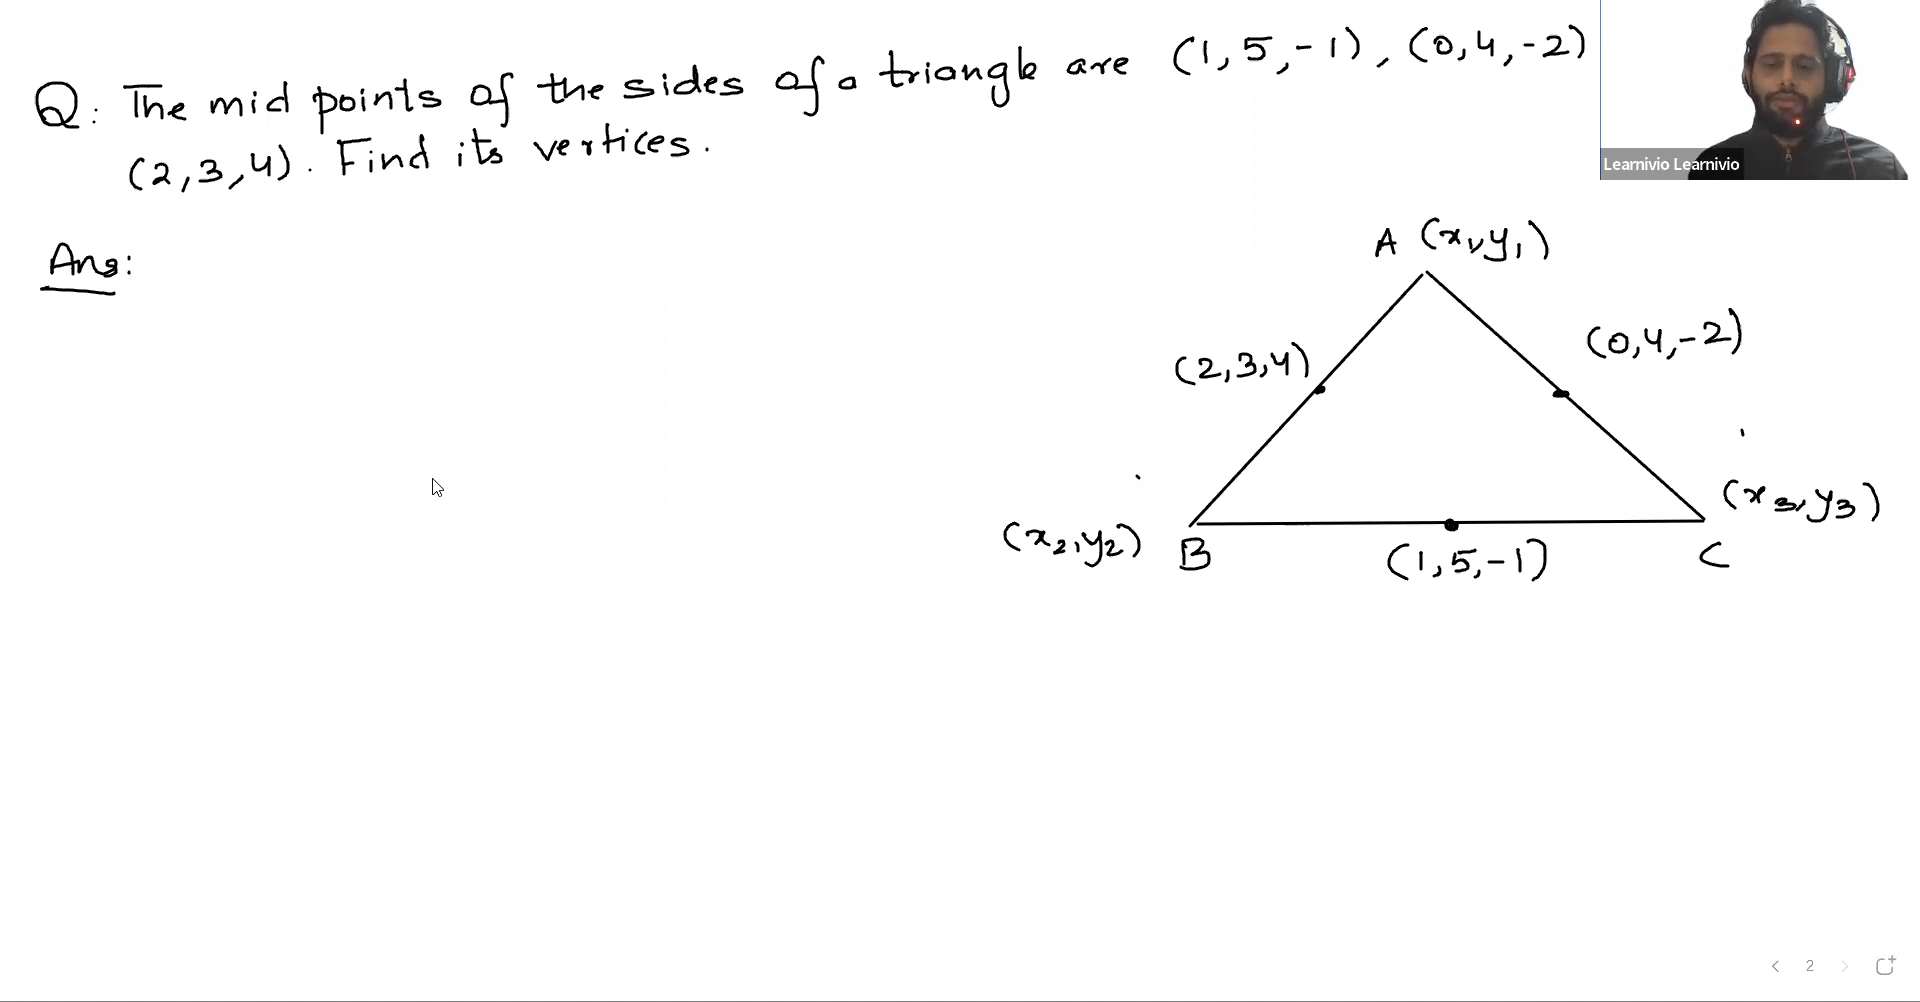 Q: The mid points of the sides of a triangle are (1, 5, -1), (0, 4, -2)
(2, 3, 4). Find its vertices.
Learnivio Learnivio
Ans:
A (x₁, y₁)
(2, 3, 4)
(0, 4, -2)
(x₃, y₃)
(x₂, y₂) B
(1, 5, -1)
C
2